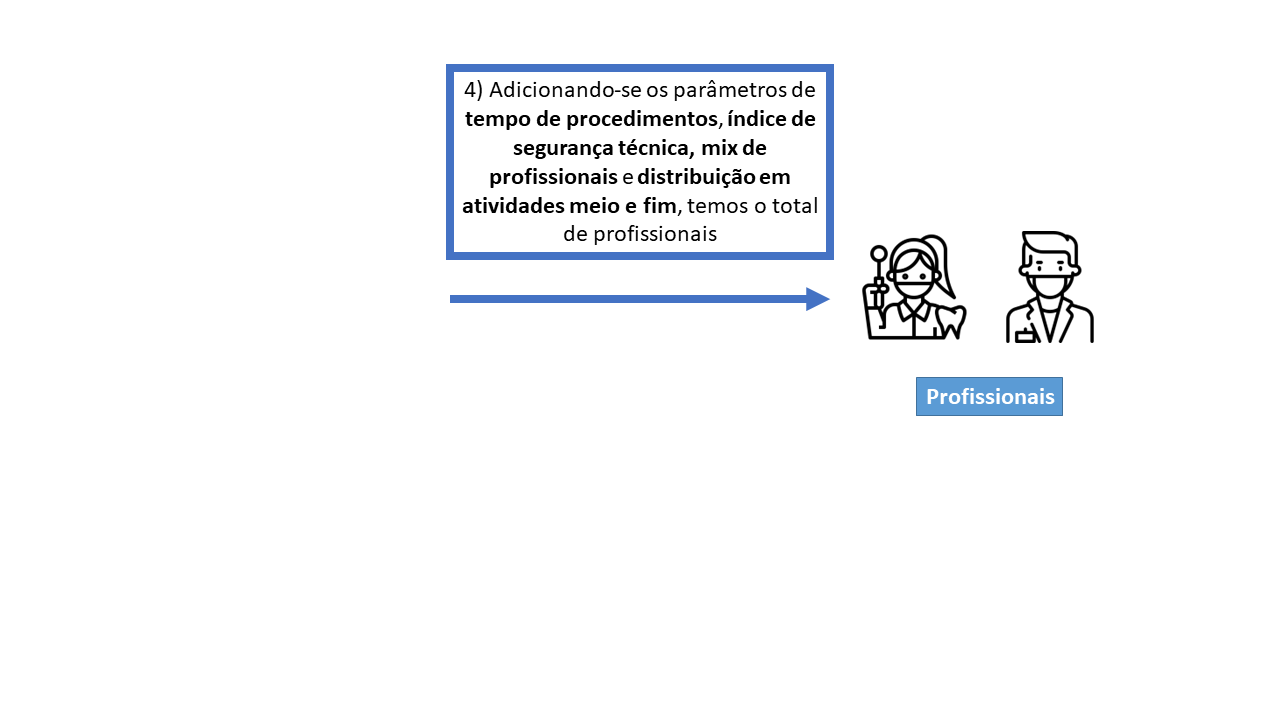 4) Adicionando-se os parâmetros de
tempo de procedimentos, índice de
segurança técnica, mix de
profissionais e distribuição em
atividades meio e fim, temos o total
de profissionais
Profissionais